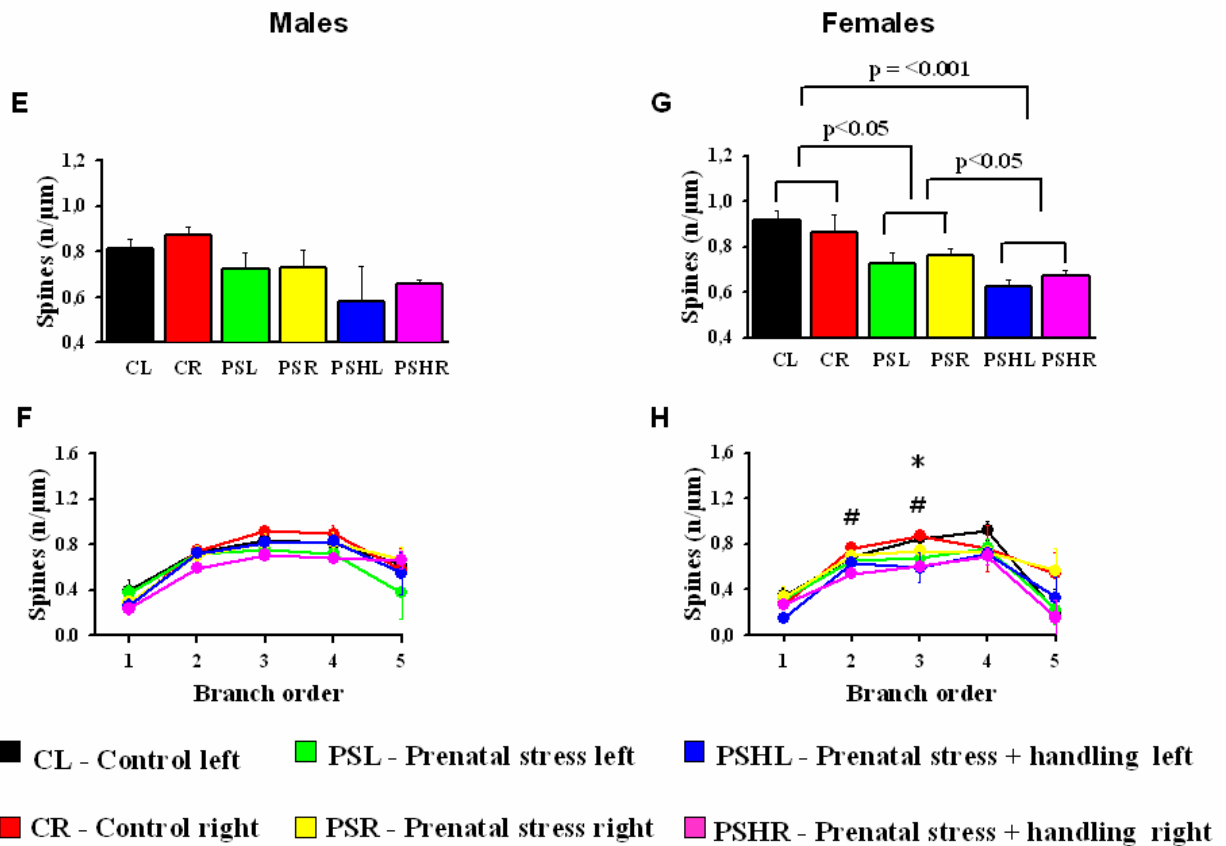 Males
Females
p = <0.001
E
G
p<0.05
p<0.05
Spines (n/µm)
1,2
1,0
0,8
0,6
0,4
CL CR PSL PSR PSHL PSHR
Spines (n/µm)
1,2
1,0
0,8
0,6
0,4
CL CR PSL PSR PSHL PSHR
F
H
Spines (n/µm)
1.6
1.2
0.8
0.4
0.0
1 2 3 4 5
Branch order
Spines (n/µm)
1.6
1.2
0.8
0.4
0.0
*
# #
1 2 3 4 5
Branch order
CL - Control left
PSL - Prenatal stress left
PSHL - Prenatal stress + handling left
CR - Control right
PSR - Prenatal stress right
PSHR - Prenatal stress + handling right